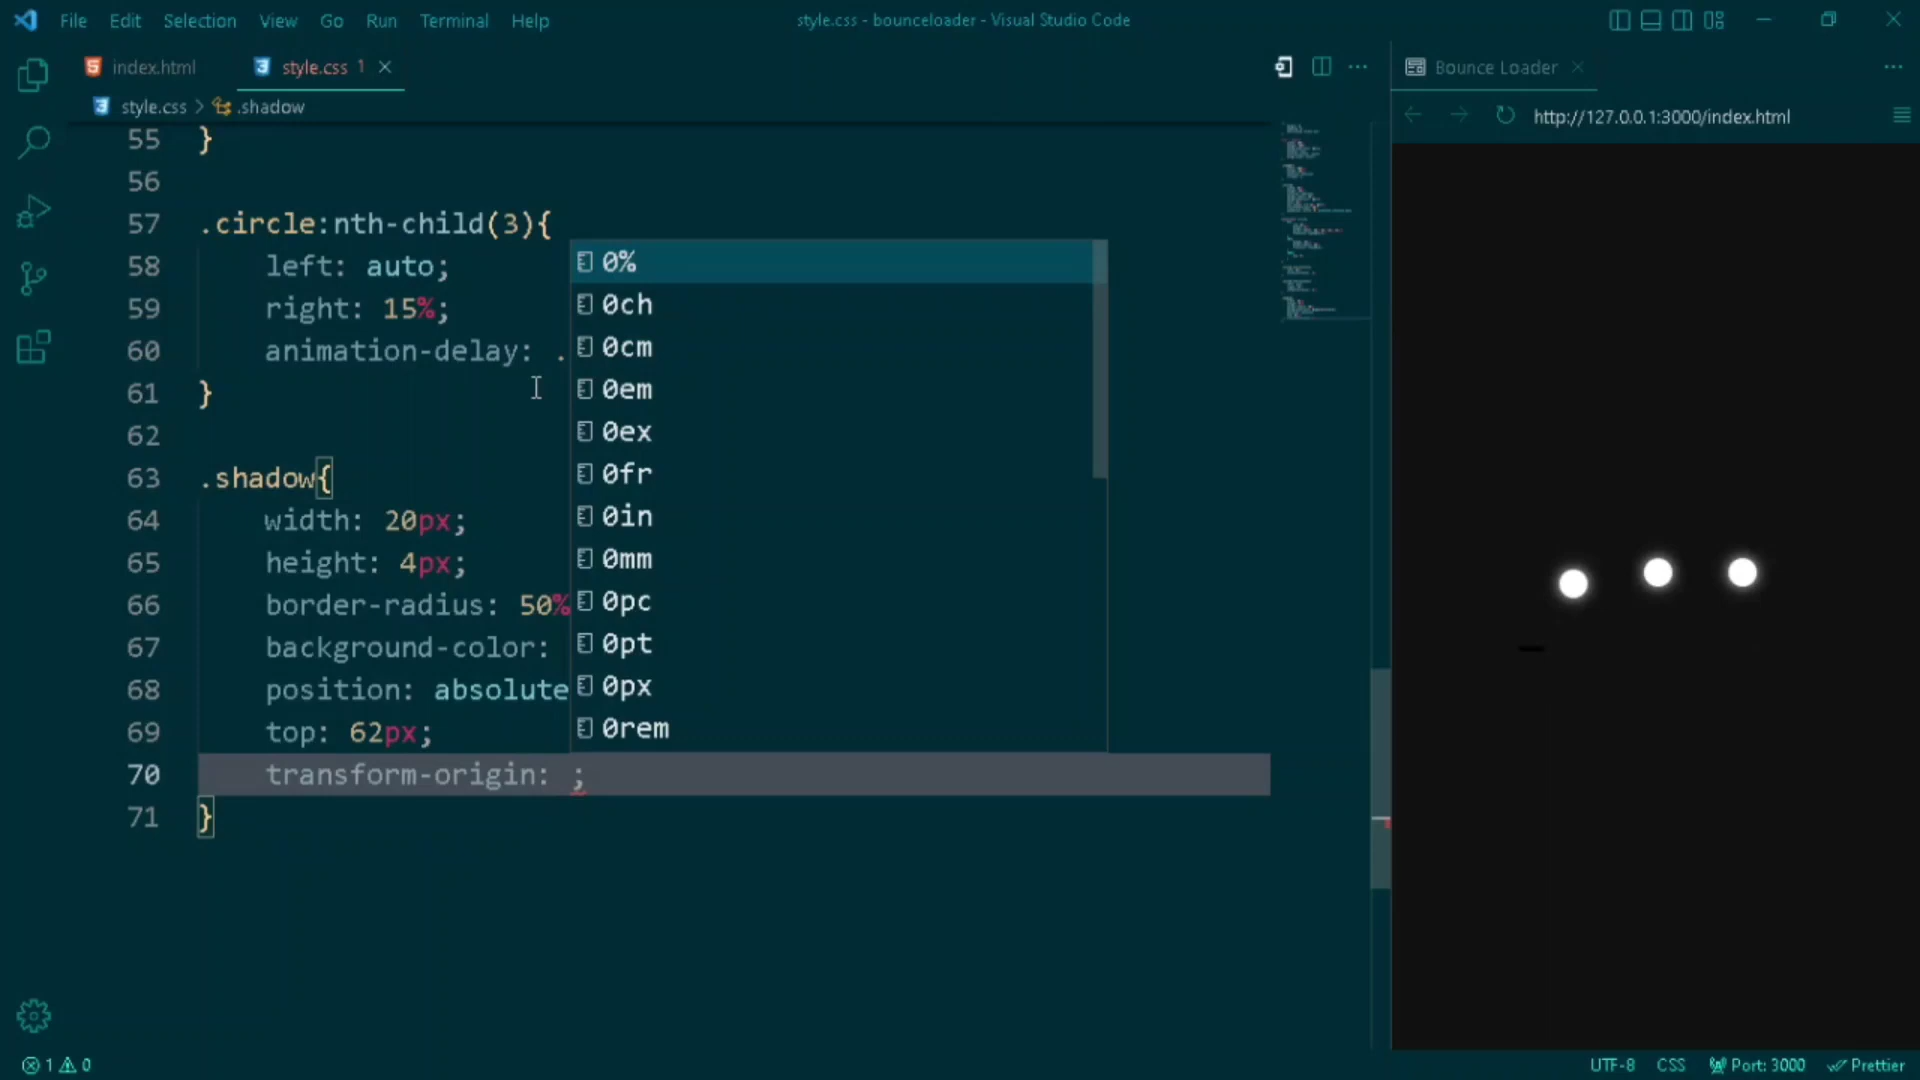 File Edit Selection View Go Run Terminal Help
style.css - bounceloader - Visual Studio Code
index.html
style.css 1
Bounce Loader
style.css > .shadow
http://127.0.0.1:3000/index.html
55 }
56
57 .circle:nth-child(3){
58 left: auto;
59 right: 15%;
60 animation-delay: .
61 }
62
63 .shadow{
64 width: 20px;
65 height: 4px;
66 border-radius: 50%
67 background-color:
68 position: absolute
69 top: 62px;
70 transform-origin: ;
71 }
0%
0ch
0cm
0em
0ex
0fr
0in
0mm
0pc
0pt
0px
0rem
1 0
UTF-8 CSS Port: 3000 Prettier